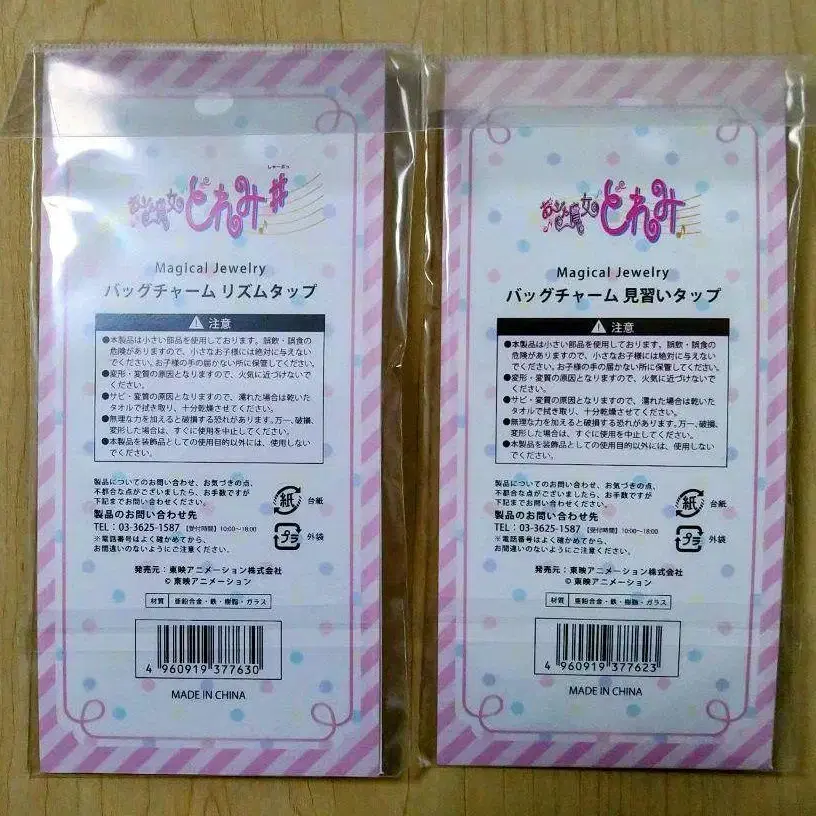 しゃーぷっ
おジャ魔女どれみ♯
Magical Jewelry
バッグチャーム リズムタップ
注意
●本製品は小さい部品を使用しております。誤飲・誤食の
危険がありますので、小さなお子様には絶対に与えない
でください。お子様の手の届かない所に保管してください。
●変形・変質の原因となりますので、火気に近づけないで
ください。
●サビ・変質の原因となりますので、濡れた場合は乾いた
タオルで拭き取り、十分乾燥させてください。
●無理な力を加えると破損する恐れがあります。万一、破損、
変形した場合は、すぐに使用を中止してください。
●本製品を装飾品としての使用目的以外には、使用しない
でください。
製品についてのお問い合わせ、お気づきの点、
不都合な点がございましたら、お手数ですが
下記までお問い合わせください。
製品のお問い合わせ先
TEL：03-3625-1587 【受付時間】10:00～18:00
※電話番号はよく確かめてから、
お間違いのないようにご注意ください。
紙 台紙
プラ 外袋
発売元：東映アニメーション株式会社
© 東映アニメーション
材質 亜鉛合金・鉄・樹脂・ガラス
4 960919 377630
MADE IN CHINA
おジャ魔女どれみ
Magical Jewelry
バッグチャーム 見習いタップ
注意
●本製品は小さい部品を使用しております。誤飲・誤食の
危険がありますので、小さなお子様には絶対に与えない
でください。お子様の手の届かない所に保管してください。
●変形・変質の原因となりますので、火気に近づけないで
ください。
●サビ・変質の原因となりますので、濡れた場合は乾いた
タオルで拭き取り、十分乾燥させてください。
●無理な力を加えると破損する恐れがあります。万一、破損、
変形した場合は、すぐに使用を中止してください。
●本製品を装飾品としての使用目的以外には、使用しない
でください。
製品についてのお問い合わせ、お気づきの点、
不都合な点がございましたら、お手数ですが
下記までお問い合わせください。
製品のお問い合わせ先
TEL：03-3625-1587 【受付時間】10:00～18:00
※電話番号はよく確かめてから、
お間違いのないようにご注意ください。
紙 台紙
プラ 外袋
発売元：東映アニメーション株式会社
© 東映アニメーション
材質 亜鉛合金・鉄・樹脂・ガラス
4 960919 377623
MADE IN CHINA